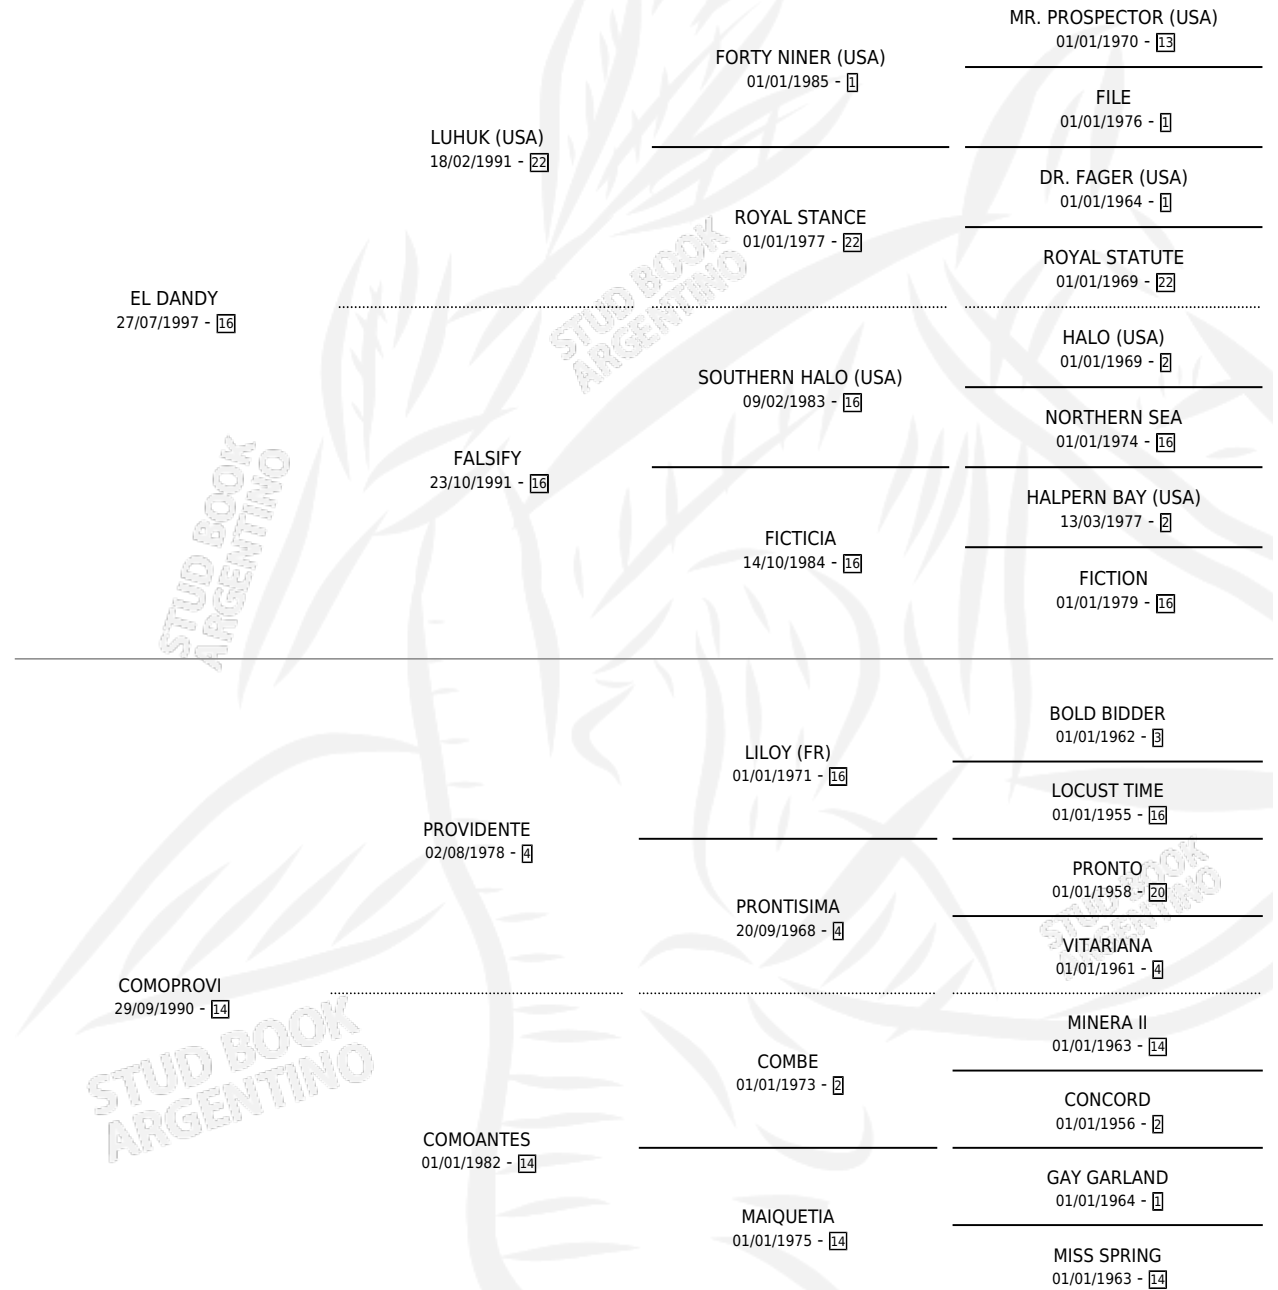 MR. PROSPECTOR (USA)
01/01/1970 - 13
FORTY NINER (USA)
01/01/1985 - 1
FILE
01/01/1976 - 1
LUHUK (USA)
18/02/1991 - 22
DR. FAGER (USA)
01/01/1964 - 1
ROYAL STANCE
01/01/1977 - 22
ROYAL STATUTE
01/01/1969 - 22
EL DANDY
27/07/1997 - 16
HALO (USA)
01/01/1969 - 2
SOUTHERN HALO (USA)
09/02/1983 - 16
NORTHERN SEA
01/01/1974 - 16
FALSIFY
23/10/1991 - 16
HALPERN BAY (USA)
13/03/1977 - 2
FICTICIA
14/10/1984 - 16
FICTION
01/01/1979 - 16
BOLD BIDDER
01/01/1962 - 3
LILOY (FR)
01/01/1971 - 16
LOCUST TIME
01/01/1955 - 16
PROVIDENTE
02/08/1978 - 4
PRONTO
01/01/1958 - 20
PRONTISIMA
20/09/1968 - 4
VITARIANA
01/01/1961 - 4
COMOPROVI
29/09/1990 - 14
MINERA II
01/01/1963 - 14
COMBE
01/01/1973 - 2
CONCORD
01/01/1956 - 2
COMOANTES
01/01/1982 - 14
GAY GARLAND
01/01/1964 - 1
MAIQUETIA
01/01/1975 - 14
MISS SPRING
01/01/1963 - 14
STUD BOOK
ARGENTINO
STUD BOOK
ARGENTINO
STUD BOOK
ARGENTINO
STUD BOOK
ARGENTINO